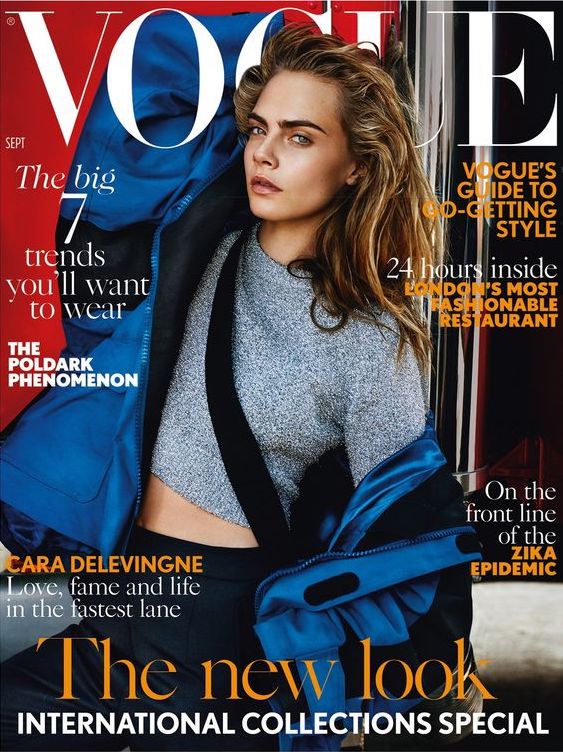 VOGUE
®
SEPT
The big
7
trends
you'll want
to wear
THE
POLDARK
PHENOMENON
VOGUE'S
GUIDE TO
GO-GETTING
STYLE
24 hours inside
LONDON'S MOST
FASHIONABLE
RESTAURANT
On the
front line
of the
ZIKA
EPIDEMIC
CARA DELEVINGNE
Love, fame and life
in the fastest lane
The new look
INTERNATIONAL COLLECTIONS SPECIAL